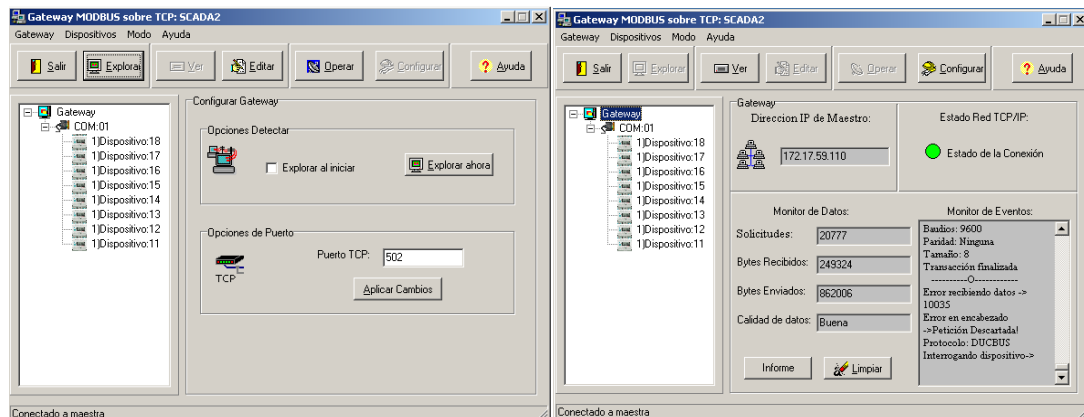 Gateway MODBUS sobre TCP: SCADA2
Gateway Dispositivos Modo Ayuda
Salir Explorar Ver Editar Operar Configurar Ayuda
Gateway
COM:01
1)Dispositivo:18
1)Dispositivo:17
1)Dispositivo:16
1)Dispositivo:15
1)Dispositivo:14
1)Dispositivo:13
1)Dispositivo:12
1)Dispositivo:11
Configurar Gateway
Opciones Detectar
Explorar al iniciar
Explorar ahora
Opciones de Puerto
TCP
Puerto TCP: 502
Aplicar Cambios
Conectado a maestra
Gateway MODBUS sobre TCP: SCADA2
Gateway Dispositivos Modo Ayuda
Salir Explorar Ver Editar Operar Configurar Ayuda
Gateway
COM:01
1)Dispositivo:18
1)Dispositivo:17
1)Dispositivo:16
1)Dispositivo:15
1)Dispositivo:14
1)Dispositivo:13
1)Dispositivo:12
1)Dispositivo:11
Gateway
Direccion IP de Maestro:
172.17.59.110
Estado Red TCP/IP:
Estado de la Conexión
Monitor de Datos:
Solicitudes: 20777
Bytes Recibidos: 249324
Bytes Enviados: 862006
Calidad de datos: Buena
Informe Limpiar
Monitor de Eventos:
Baudios: 9600
Paridad: Ninguna
Tamaño: 8
Transacción finalizada
----------O------------
Error recibiendo datos ->
10035
Error en encabezado
->Petición Descartada!
Protocolo: DUCBUS
Interrogando dispositivo->
Conectado a maestra